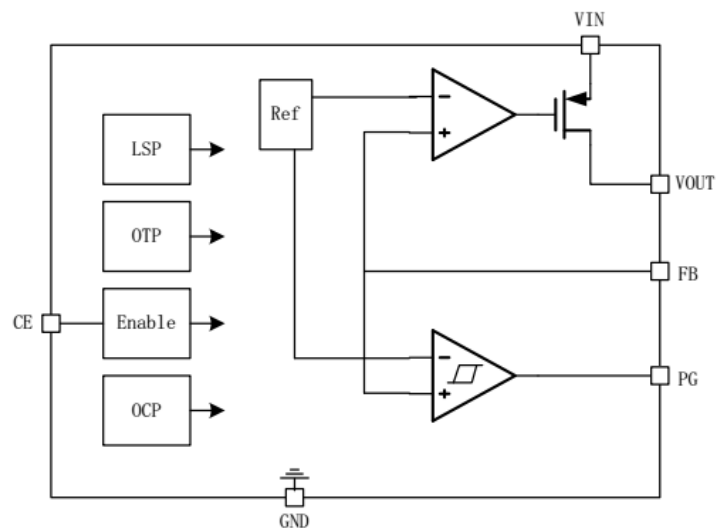 VIN
Ref
LSP
VOUT
OTP
FB
CE
Enable
PG
OCP
GND